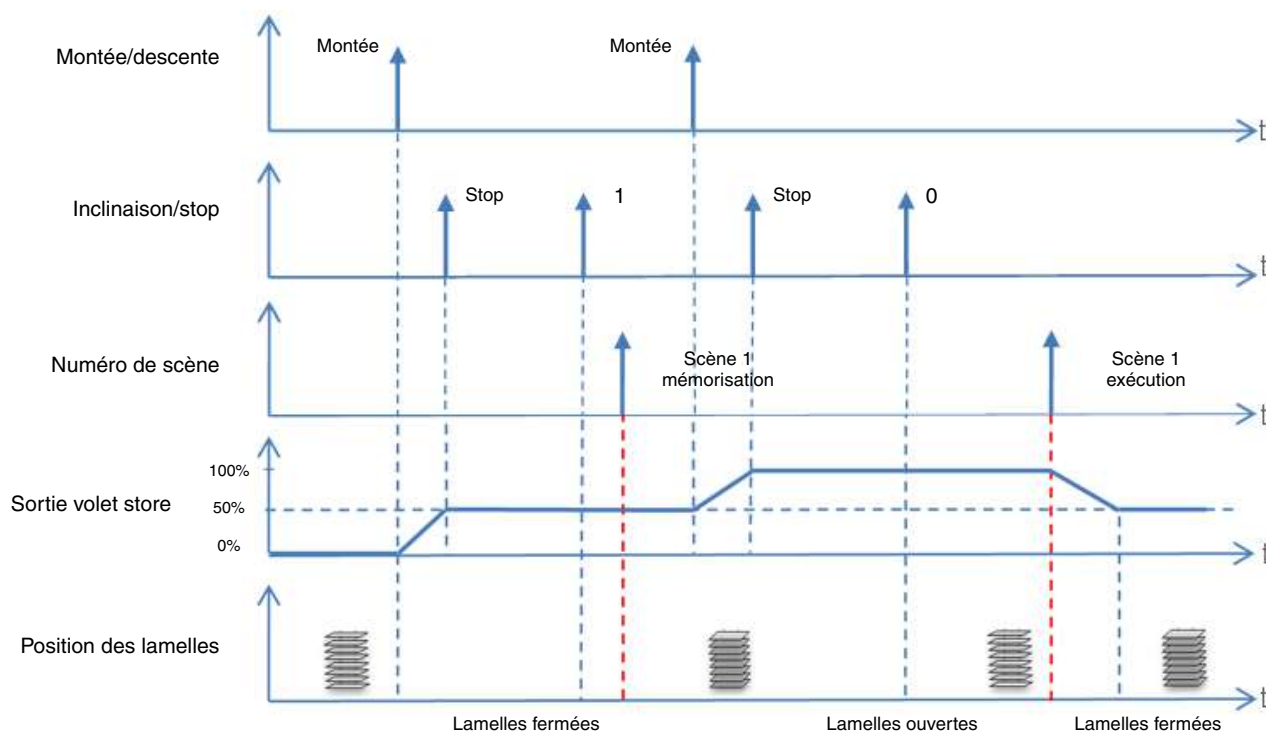 Montée/descente
Montée
Montée
t
Inclinaison/stop
Stop
1
Stop
0
t
Numéro de scène
Scène 1
mémorisation
Scène 1
exécution
t
Sortie volet store
100%
50%
0%
t
Position des lamelles
t
Lamelles fermées
Lamelles ouvertes
Lamelles fermées